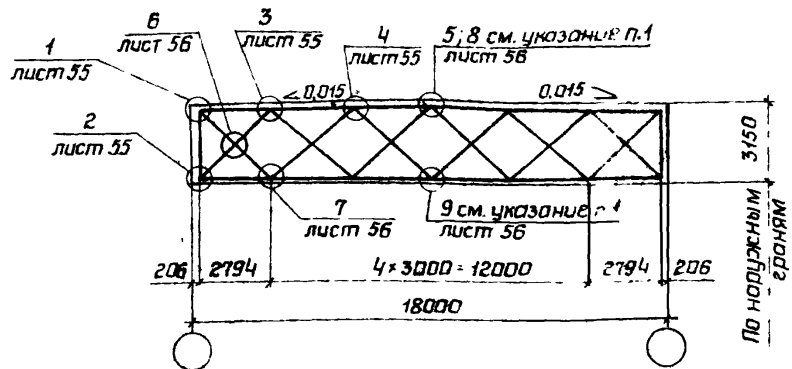 6
лист 56
3
лист 55
4
лист 55
5; 8 см. указание п.1
лист 56
1
лист 55
0,015
0,015
2
лист 55
7
лист 56
9 см. указание п.1
лист 56
3150
По наружным
граням
206
2794
4×3000=12000
2794
206
18000